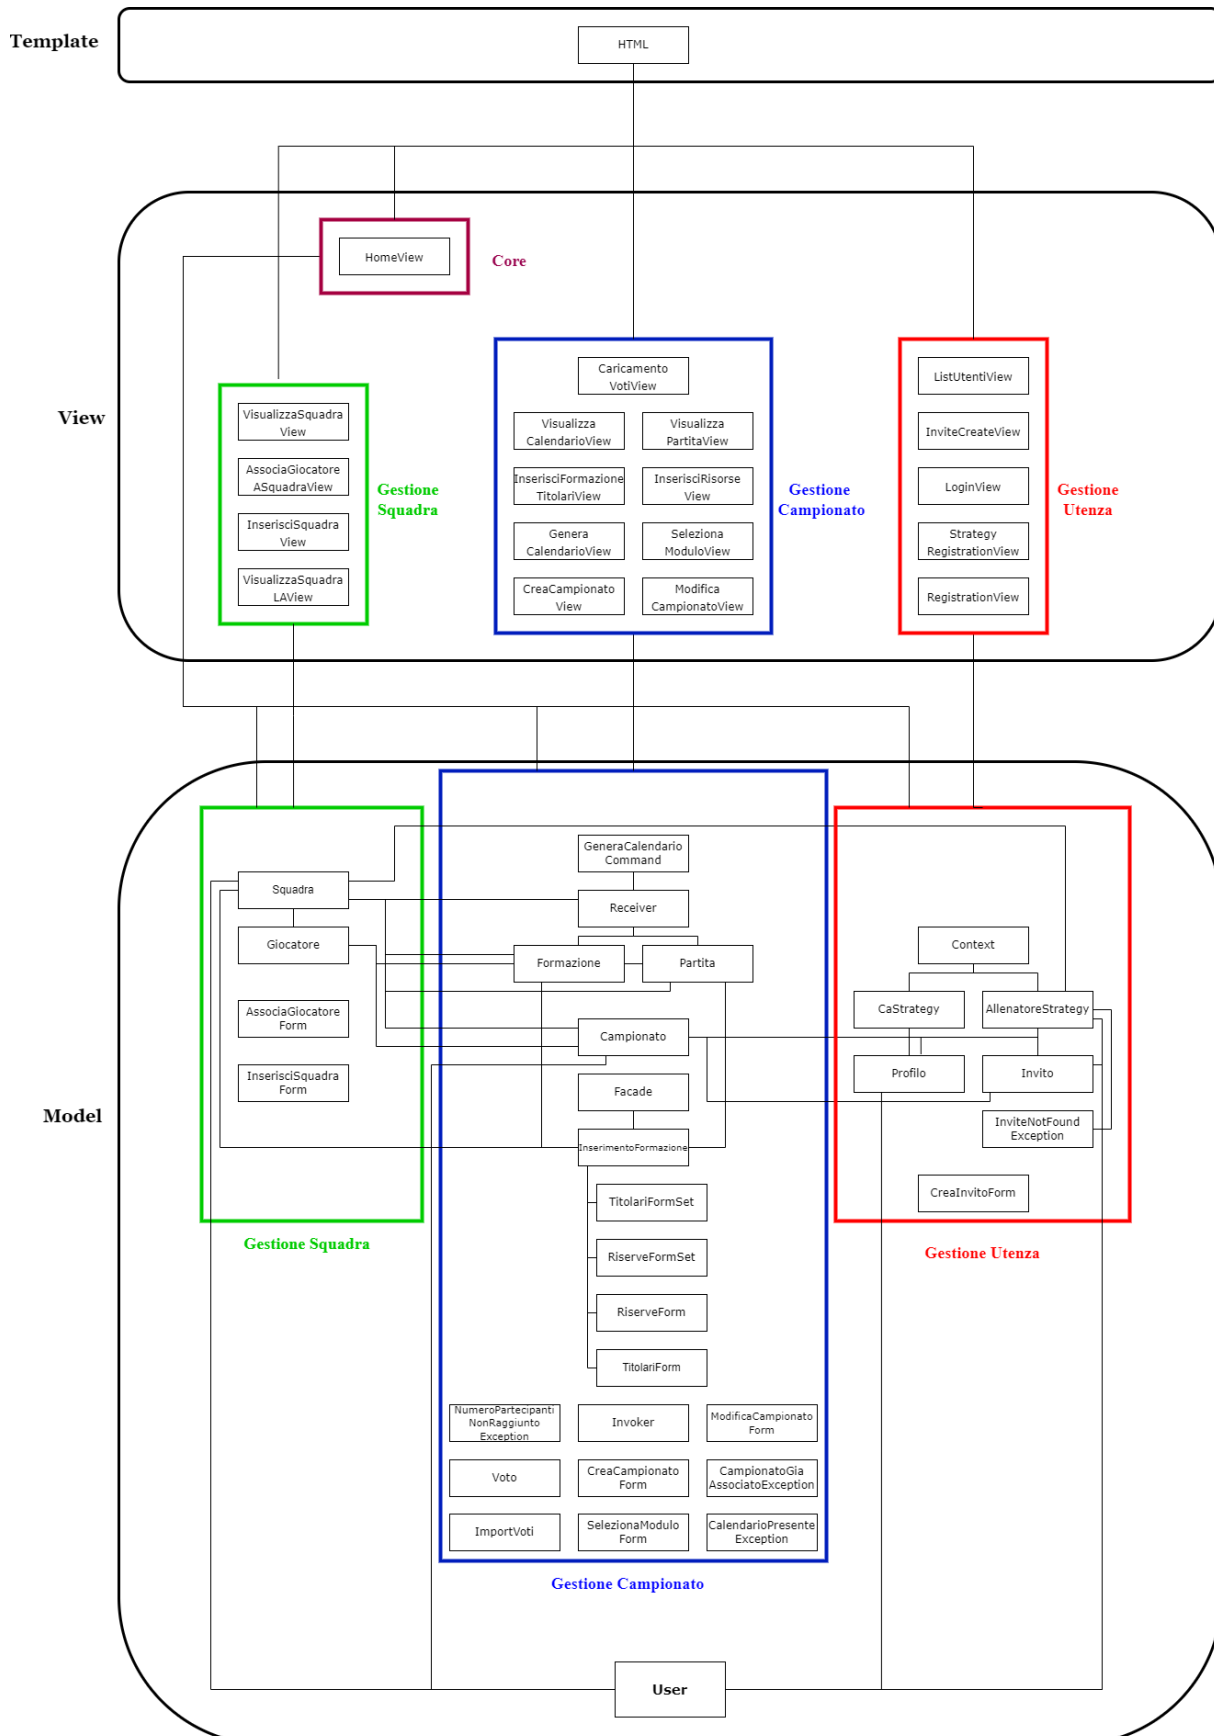 Template
HTML
HomeView
Core
View
VisualizzaSquadra
View
AssociaGiocatore
ASquadraView
InserisciSquadra
View
VisualizzaSquadra
LAView
Gestione
Squadra
Caricamento
VotiView
Visualizza
CalendarioView
Visualizza
PartitaView
InserisciFormazione
TitolariView
InserisciRisorse
View
Genera
CalendarioView
Seleziona
ModuloView
CreaCampionato
View
Modifica
CampionatoView
Gestione
Campionato
ListUtentiView
InviteCreateView
LoginView
Strategy
RegistrationView
RegistrationView
Gestione
Utenza
Model
Squadra
Giocatore
AssociaGiocatore
Form
InserisciSquadra
Form
Gestione Squadra
GeneraCalendario
Command
Receiver
Formazione
Partita
Campionato
Facade
InserimentoFormazione
TitolariFormSet
RiserveFormSet
RiserveForm
TitolariForm
NumeroPartecipanti
NonRaggiunto
Exception
Invoker
ModificaCampionato
Form
Voto
CreaCampionato
Form
CampionatoGia
AssociatoException
ImportVoti
SelezionaModulo
Form
CalendarioPresente
Exception
Gestione Campionato
Context
CaStrategy
AllenatoreStrategy
Profilo
Invito
InviteNotFound
Exception
CreaInvitoForm
Gestione Utenza
User